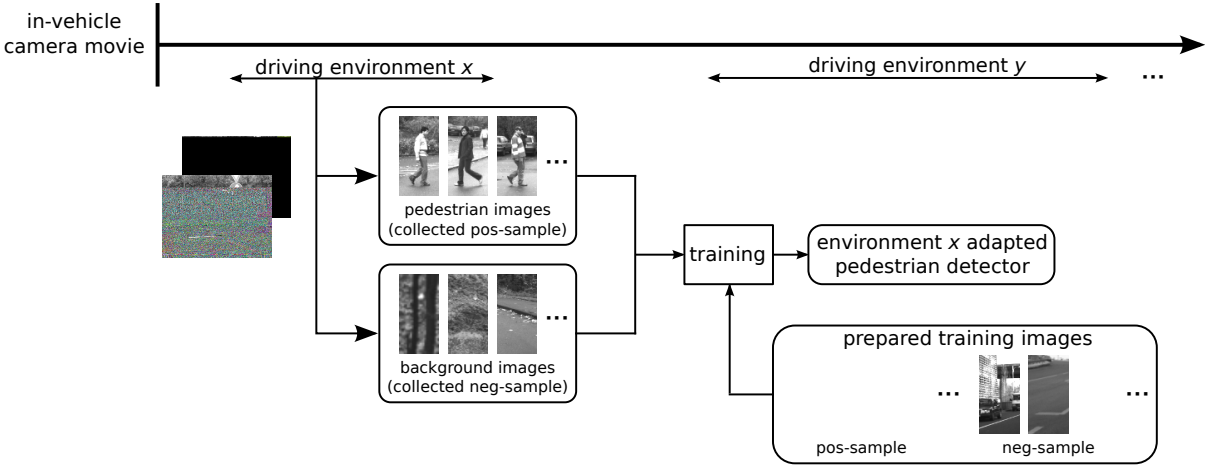 in-vehicle
camera movie
driving environment x
driving environment y
...
...
pedestrian images
(collected pos-sample)
...
background images
(collected neg-sample)
training
environment x adapted
pedestrian detector
prepared training images
... ...
pos-sample neg-sample